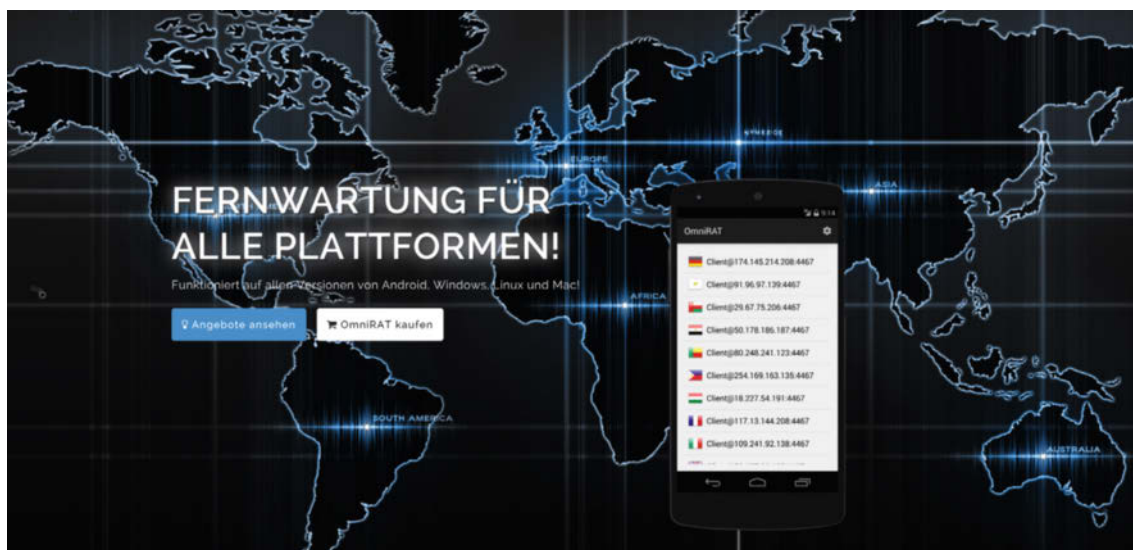 EUROPE
ASIA
FERNWARTUNG FÜR
ALLE PLATTFORMEN!
Funktioniert auf allen Versionen von Android, Windows, Linux und Mac!
Angebote ansehen
OmniRAT kaufen
AFRICA
SOUTH AMERICA
AUSTRALIA
9:14
OmniRAT
Client@174.145.214.208:4467
Client@91.96.97.139:4467
Client@29.67.75.206:4467
Client@50.178.186.187:4467
Client@80.248.241.123:4467
Client@254.169.163.135:4467
Client@18.227.54.191:4467
Client@117.13.144.208:4467
Client@109.241.92.138:4467